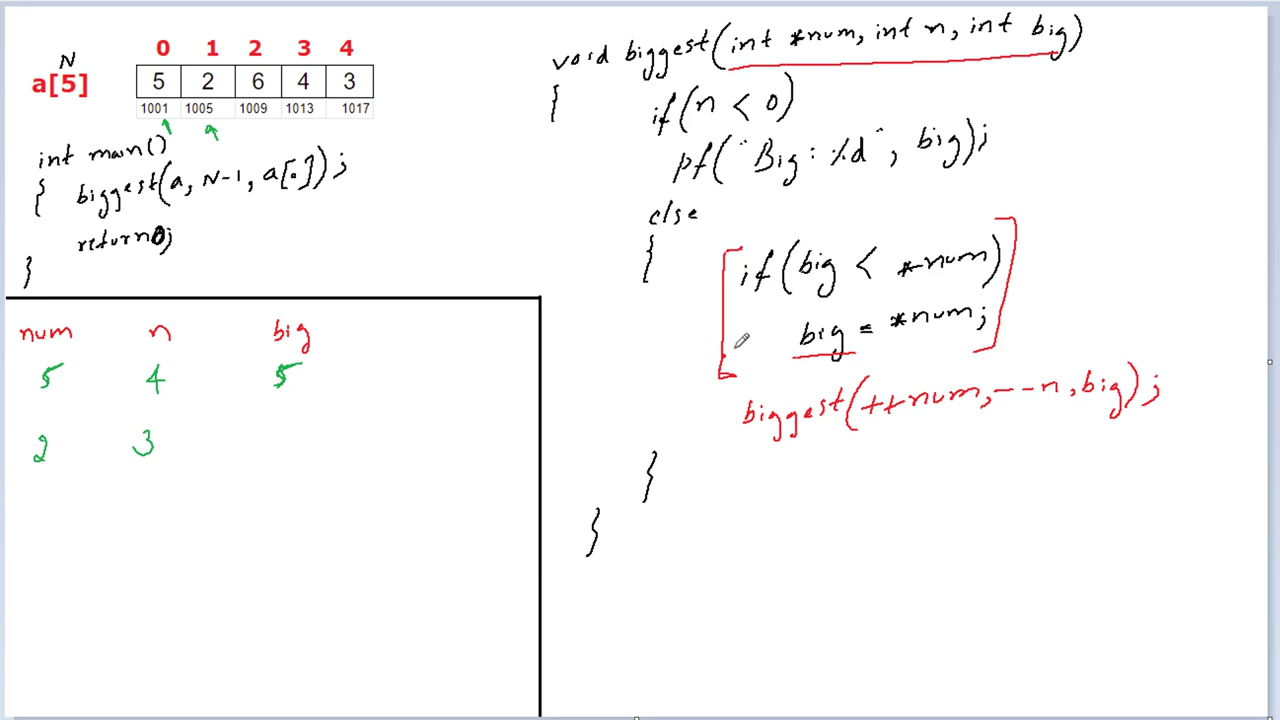 0 1 2 3 4
N
a[5] 5 2 6 4 3
1001 1005 1009 1013 1017
int main()
{ biggest(a, N-1, a[0]);
return 0;
}
num n big
5 4 5
2 3
void biggest(int *num, int n, int big)
{ if(n < 0)
pf("Big: %d", big);
else
{ if(big < *num)
big = *num;
biggest(++num, --n, big);
}
}